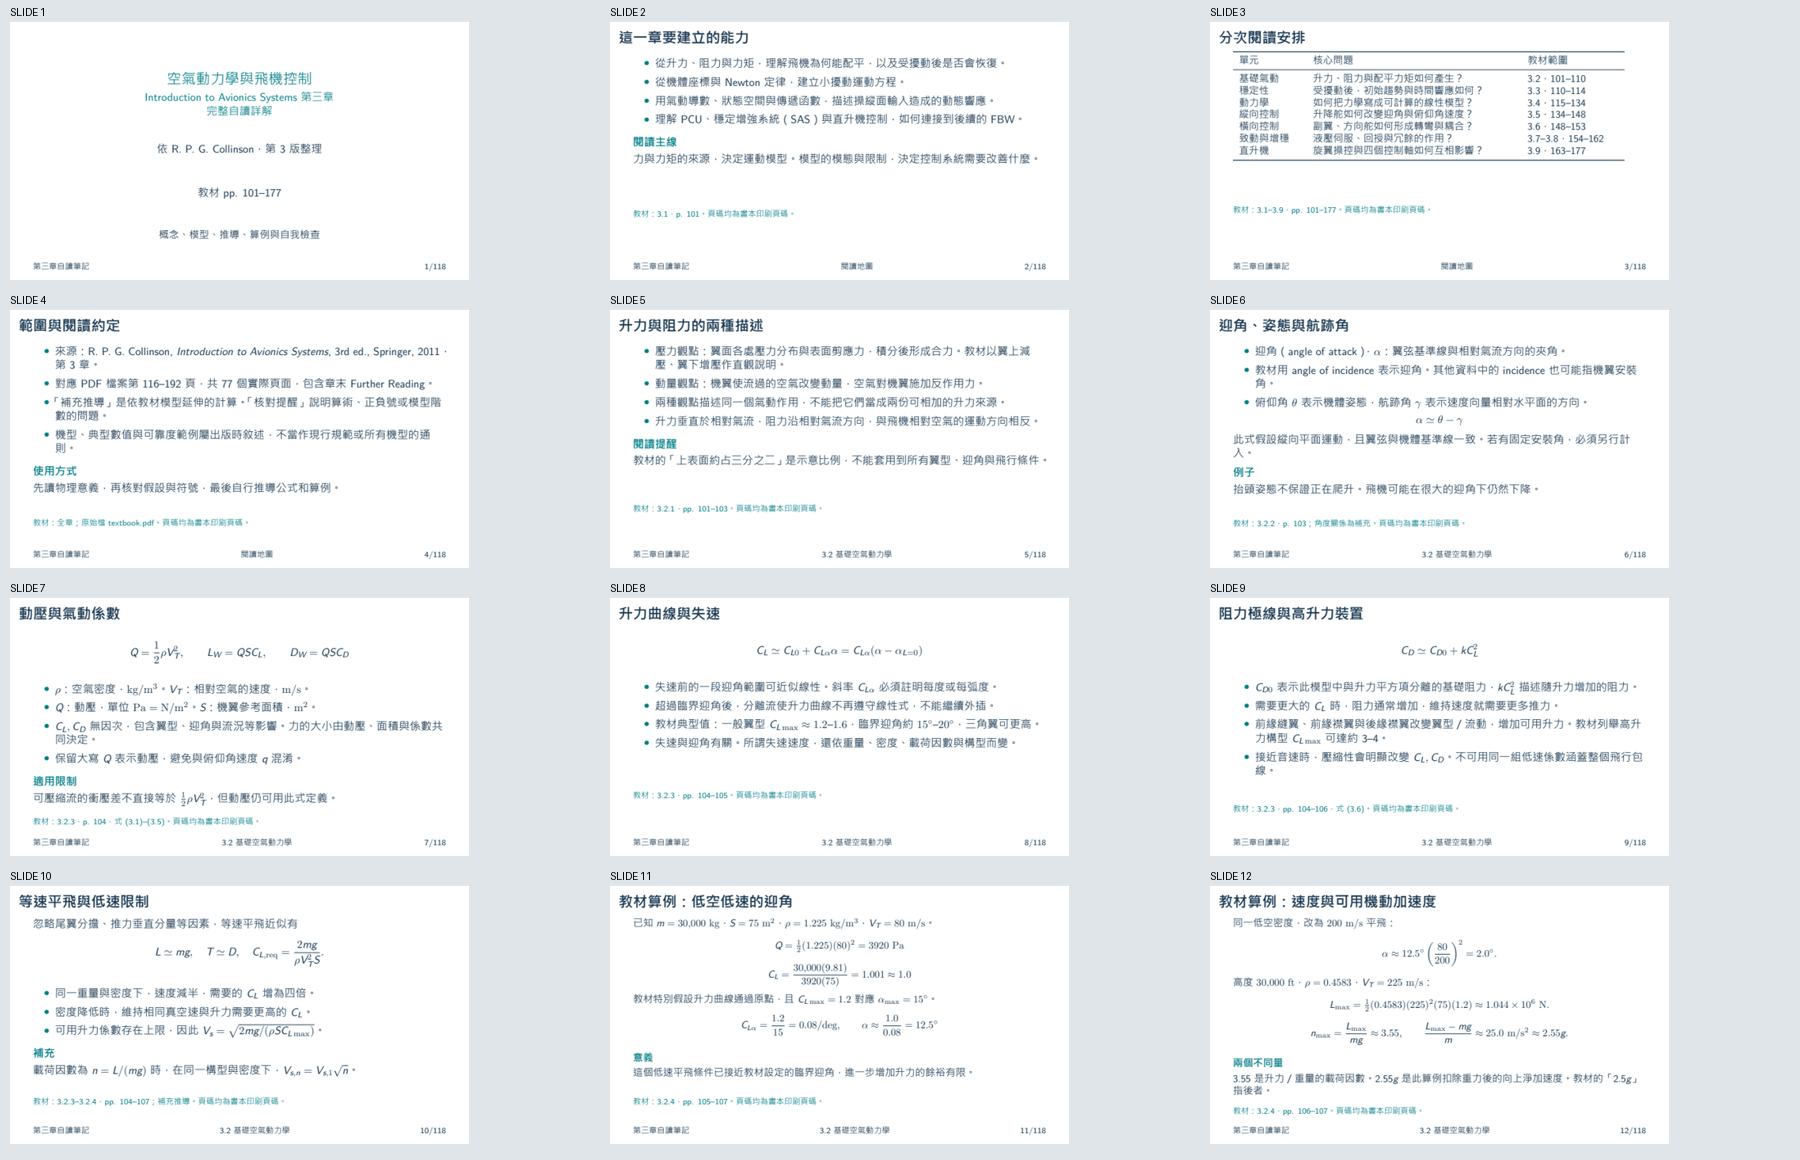 SLIDE 1
空氣動力學與飛機控制
Introduction to Avionics Systems 第三章
完整自讀詳解
依 R. P. G. Collinson，第 3 版整理
教材 pp. 101–177
概念、模型、推導、算例與自我檢查
第三章自讀筆記 1/118
SLIDE 2
這一章要建立的能力
• 從升力、阻力與力矩，理解飛機為何能配平，以及受擾動後是否會恢復。
• 從機體座標與 Newton 定律，建立小擾動運動方程。
• 用氣動導數、狀態空間與傳遞函數，描述操縱面輸入造成的動態響應。
• 理解 PCU、穩定增強系統（SAS）與直升機控制，如何連接到後續的 FBW。
閱讀主線
力與力矩的來源，決定運動模型。模型的模態與限制，決定控制系統需要改善什麼。
教材：3.1，p. 101。頁碼均為書本印刷頁碼。
第三章自讀筆記 閱讀地圖 2/118
SLIDE 3
分次閱讀安排
單元 核心問題 教材範圍
基礎氣動 升力、阻力與配平力矩如何產生？ 3.2，101–110
穩定性 受擾動後，初始趨勢與時間響應如何？ 3.3，110–114
動力學 如何把力學寫成可計算的線性模型？ 3.4，115–134
縱向控制 升降舵如何改變迎角與俯仰角速度？ 3.5，134–148
橫向控制 副翼、方向舵如何形成轉彎與耦合？ 3.6，148–153
致動與增穩 液壓伺服、回授與冗餘的作用？ 3.7–3.8，154–162
直升機 旋翼操控與四個控制軸如何互相影響？ 3.9，163–177
教材：3.1–3.9，pp. 101–177。頁碼均為書本印刷頁碼。
第三章自讀筆記 閱讀地圖 3/118
SLIDE 4
範圍與閱讀約定
• 來源：R. P. G. Collinson, Introduction to Avionics Systems, 3rd ed., Springer, 2011，
第 3 章。
• 對應 PDF 檔案第 116–192 頁，共 77 個實際頁面，包含章末 Further Reading。
•「補充推導」是依教材模型延伸的計算。「核對提醒」說明算術、正負號或模型階
數的問題。
• 機型、典型數值與可靠度範例屬出版時敘述，不當作現行規範或所有機型的通
則。
使用方式
先讀物理意義，再核對假設與符號，最後自行推導公式和算例。
教材：全章；原始檔 textbook.pdf。頁碼均為書本印刷頁碼。
第三章自讀筆記 閱讀地圖 4/118
SLIDE 5
升力與阻力的兩種描述
• 壓力觀點：翼面各處壓力分布與表面剪應力，積分後形成合力。教材以翼上減
壓、翼下增壓作直觀說明。
• 動量觀點：機翼使流過的空氣改變動量，空氣對機翼施加反作用力。
• 兩種觀點描述同一個氣動作用，不能把它們當成兩份可相加的升力來源。
• 升力垂直於相對氣流，阻力沿相對氣流方向，與飛機相對空氣的運動方向相反。
閱讀提醒
教材的「上表面約占三分之二」是示意比例，不能套用到所有翼型、迎角與飛行條件。
教材：3.2.1，pp. 101–103。頁碼均為書本印刷頁碼。
第三章自讀筆記 3.2 基礎空氣動力學 5/118
SLIDE 6
迎角、姿態與航跡角
• 迎角（angle of attack），α：翼弦基準線與相對氣流方向的夾角。
• 教材用 angle of incidence 表示迎角。其他資料中的 incidence 也可能指機翼安裝
角。
• 俯仰角 θ 表示機體姿態，航跡角 γ 表示速度向量相對水平面的方向。
α ≃ θ − γ
此式假設縱向平面運動，且翼弦與機體基準線一致。若有固定安裝角，必須另行計
入。
例子
抬頭姿態不保證正在爬升。飛機可能在很大的迎角下仍然下降。
教材：3.2.2，p. 103；角度關係為補充。頁碼均為書本印刷頁碼。
第三章自讀筆記 3.2 基礎空氣動力學 6/118
SLIDE 7
動壓與氣動係數
Q = 1/2 ρV_T^2, L_W = QSC_L, D_W = QSC_D
• ρ：空氣密度，kg/m³。V_T：相對空氣的速度，m/s。
• Q：動壓，單位 Pa = N/m²。S：機翼參考面積，m²。
• C_L, C_D 無因次，包含翼型、迎角與流況等影響。力的大小由動壓、面積與係數共
同決定。
• 保留大寫 Q 表示動壓，避免與俯仰角速度 q 混淆。
適用限制
可壓縮流的衝壓差不直接等於 1/2 ρV_T^2，但動壓仍可用此式定義。
教材：3.2.3，p. 104，式 (3.1)–(3.5)。頁碼均為書本印刷頁碼。
第三章自讀筆記 3.2 基礎空氣動力學 7/118
SLIDE 8
升力曲線與失速
C_L ≃ C_{L0} + C_{Lα}α = C_{Lα}(α − α_{L=0})
• 失速前的一段迎角範圍可近似線性。斜率 C_{Lα} 必須註明每度或每弧度。
• 超過臨界迎角後，分離流使升力曲線不再遵守線性式，不能繼續外插。
• 教材典型值：一般翼型 C_{L max} ≈ 1.2–1.6，臨界迎角約 15°–20°，三角翼可更高。
• 失速與迎角有關。所謂失速速度，還依重量、密度、載荷因數與構型而變。
教材：3.2.3，pp. 104–105。頁碼均為書本印刷頁碼。
第三章自讀筆記 3.2 基礎空氣動力學 8/118
SLIDE 9
阻力極線與高升力裝置
C_D ≃ C_{D0} + kC_L^2
• C_{D0} 表示此模型中與升力平方項分離的基礎阻力，kC_L^2 描述隨升力增加的阻力。
• 需要更大的 C_L 時，阻力通常增加，維持速度就需要更多推力。
• 前緣縫翼、前緣襟翼與後緣襟翼改變翼型 / 流動，增加可用升力。教材列舉高升
力構型 C_{L max} 可達約 3–4。
• 接近音速時，壓縮性會明顯改變 C_L, C_D。不可用同一組低速係數涵蓋整個飛行包
線。
教材：3.2.3，pp. 104–106，式 (3.6)。頁碼均為書本印刷頁碼。
第三章自讀筆記 3.2 基礎空氣動力學 9/118
SLIDE 10
等速平飛與低速限制
忽略尾翼分擔、推力垂直分量等因素，等速平飛近似有
L ≃ mg, T ≃ D, C_{L,req} = 2mg/(ρV_T^2 S).
• 同一重量與密度下，速度減半，需要的 C_L 增為四倍。
• 密度降低時，維持相同真空速與升力需要更高的 C_L。
• 可用升力係數存在上限，因此 V_s = √(2mg/(ρSC_{L max}))。
補充
載荷因數為 n = L/(mg) 時，在同一構型與密度下，V_{s,n} = V_{s,1}√n。
教材：3.2.3–3.2.4，pp. 104–107；補充推導。頁碼均為書本印刷頁碼。
第三章自讀筆記 3.2 基礎空氣動力學 10/118
SLIDE 11
教材算例：低空低速的迎角
已知 m = 30,000 kg，S = 75 m²，ρ = 1.225 kg/m³，V_T = 80 m/s。
Q = 1/2(1.225)(80)² = 3920 Pa
C_L = 30,000(9.81)/3920(75) = 1.001 ≈ 1.0
教材特別假設升力曲線通過原點，且 C_{L max} = 1.2 對應 α_max = 15°。
C_{Lα} = 1.2/15 = 0.08/deg, α ≈ 1.0/0.08 = 12.5°
意義
這個低速平飛條件已接近教材設定的臨界迎角，進一步增加升力的餘裕有限。
教材：3.2.4，pp. 105–107。頁碼均為書本印刷頁碼。
第三章自讀筆記 3.2 基礎空氣動力學 11/118
SLIDE 12
教材算例：速度與可用機動加速度
同一低空密度，改為 200 m/s 平飛：
α ≈ 12.5° (80/200)² = 2.0°.
高度 30,000 ft，ρ = 0.4583，V_T = 225 m/s：
L_max = 1/2(0.4583)(225)²(75)(1.2) ≈ 1.044 × 10⁶ N.
n_max = L_max/mg ≈ 3.55, (L_max − mg)/m ≈ 25.0 m/s² ≈ 2.55g.
兩個不同量
3.55 是升力 / 重量的載荷因數。2.55g 是此算例扣除重力後的向上淨加速度。教材的「2.5g」
指後者。
教材：3.2.4，pp. 106–107。頁碼均為書本印刷頁碼。
第三章自讀筆記 3.2 基礎空氣動力學 12/118